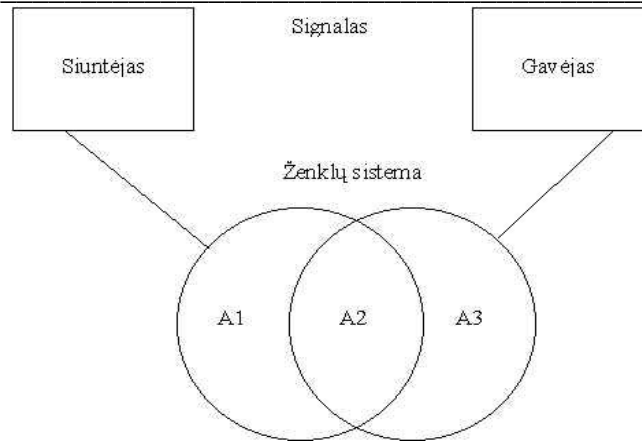 Signalas
Siuntėjas
Gavėjas
Ženklų sistema
A1
A2
A3